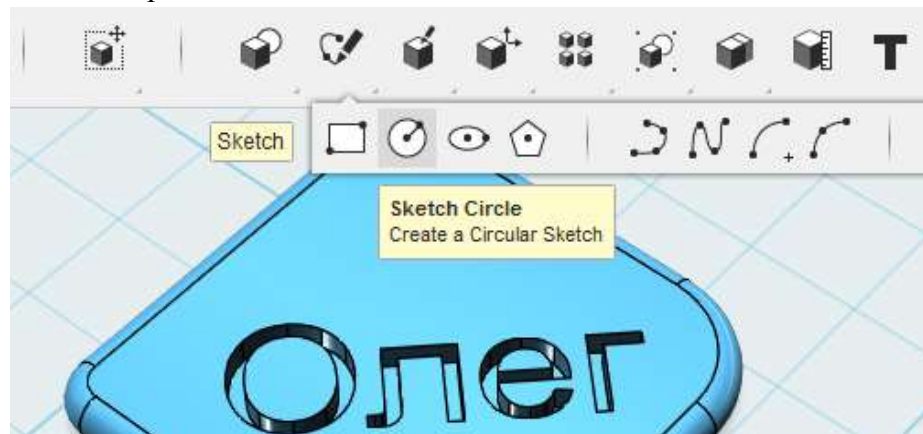 T
Sketch
Sketch Circle
Create a Circular Sketch
Олег